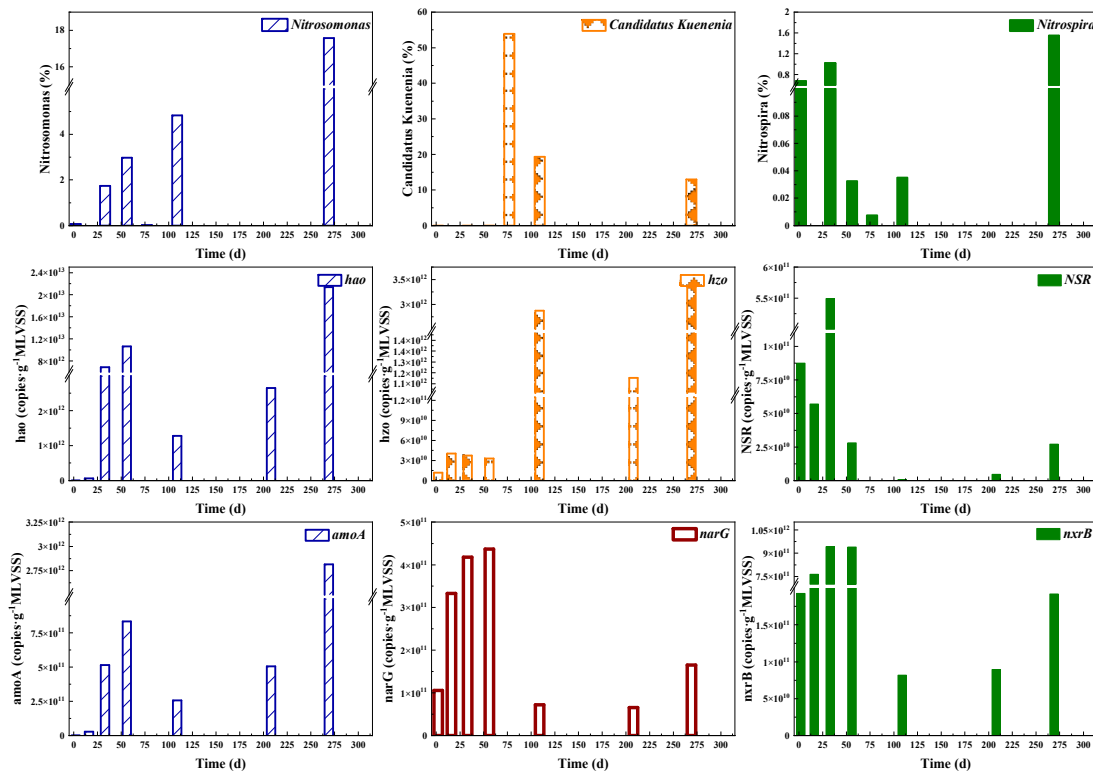 Nitrosomonas
Nitrosomonas (%)
18
16
4
2
0
0 25 50 75 100 125 150 175 200 225 250 275 300
Time (d)
Candidatus Kuenenia
Candidatus Kuenenia (%)
60
50
40
30
20
10
0
0 25 50 75 100 125 150 175 200 225 250 275 300
Time (d)
Nitrospira
Nitrospira (%)
2
1.6
1.2
0.8
0.08
0.06
0.04
0.02
0
0 25 50 75 100 125 150 175 200 225 250 275 300
Time (d)
hao
hao (copies·g⁻¹MLVSS)
2.4×10¹³
2×10¹³
1.6×10¹³
1.2×10¹³
8×10¹²
2×10¹²
1×10¹²
0
0 25 50 75 100 125 150 175 200 225 250 275 300
Time (d)
hzo
hzo (copies·g⁻¹MLVSS)
3.5×10¹²
3×10¹²
1.4×10¹²
1.3×10¹²
1.2×10¹²
1.1×10¹²
1.2×10¹¹
9×10¹⁰
6×10¹⁰
3×10¹⁰
0
0 25 50 75 100 125 150 175 200 225 250 275 300
Time (d)
NSR
NSR (copies·g⁻¹MLVSS)
6×10¹¹
5.5×10¹¹
1×10¹¹
7.5×10¹⁰
5×10¹⁰
2.5×10¹⁰
0
0 25 50 75 100 125 150 175 200 225 250 275 300
Time (d)
amoA
amoA (copies·g⁻¹MLVSS)
3.25×10¹²
3×10¹²
2.75×10¹²
7.5×10¹¹
5×10¹¹
2.5×10¹¹
0
0 25 50 75 100 125 150 175 200 225 250 275 300
Time (d)
narG
narG (copies·g⁻¹MLVSS)
5×10¹¹
4×10¹¹
3×10¹¹
2×10¹¹
1×10¹¹
0
0 25 50 75 100 125 150 175 200 225 250 275 300
Time (d)
nxrB
nxrB (copies·g⁻¹MLVSS)
1.05×10¹²
9×10¹¹
7.5×10¹¹
1.5×10¹¹
1×10¹¹
5×10¹⁰
0
0 25 50 75 100 125 150 175 200 225 250 275 300
Time (d)